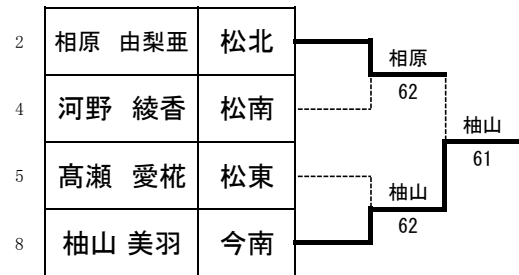 2 相原 由梨亜 松北
相原
62
4 河野 綾香 松南
柚山
61
5 髙瀬 愛椛 松東
柚山
62
8 柚山 美羽 今南